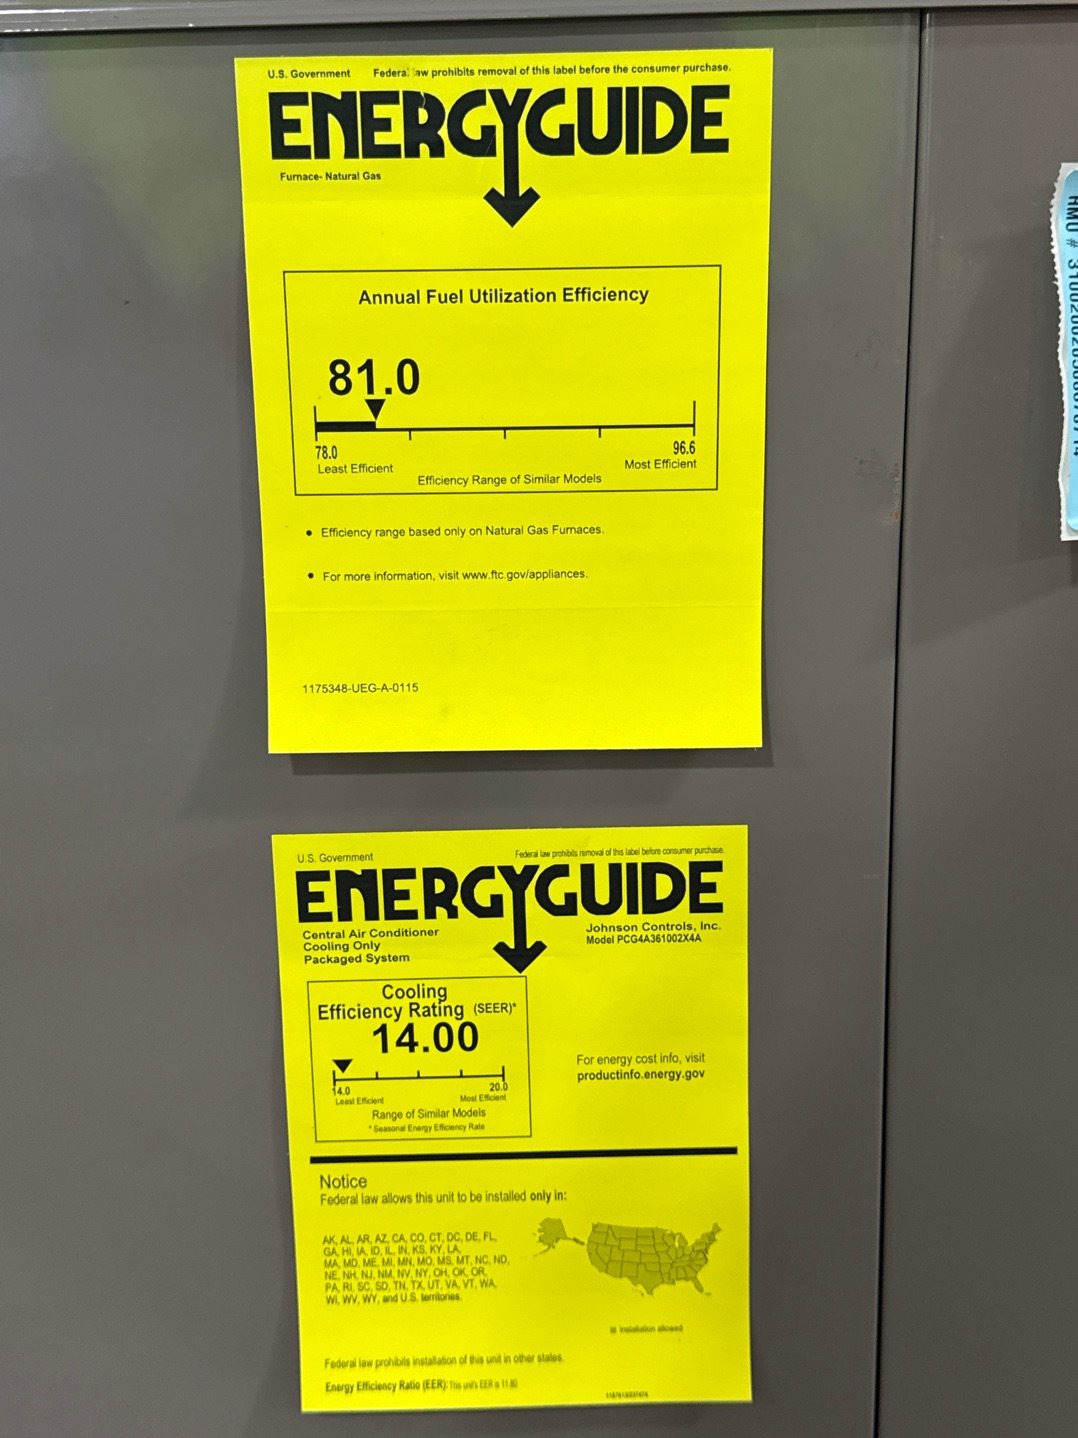 U.S. Government Federal law prohibits removal of this label before the consumer purchase.
ENERGYGUIDE
Furnace- Natural Gas
Annual Fuel Utilization Efficiency
81.0
78.0 96.6
Least Efficient Most Efficient
Efficiency Range of Similar Models
• Efficiency range based only on Natural Gas Furnaces.
• For more information, visit www.ftc.gov/appliances.
1175348-UEG-A-0115
U.S. Government Federal law prohibits removal of this label before consumer purchase.
ENERGYGUIDE
Central Air Conditioner
Cooling Only
Packaged System
Johnson Controls, Inc.
Model PCG4A361002X4A
Cooling
Efficiency Rating (SEER)*
14.00
14.0 20.0
Least Efficient Most Efficient
Range of Similar Models
* Seasonal Energy Efficiency Rate
For energy cost info, visit
productinfo.energy.gov
Notice
Federal law allows this unit to be installed only in:
AK, AL, AR, AZ, CA, CO, CT, DC, DE, FL,
GA, HI, IA, ID, IL, IN, KS, KY, LA,
MA, MD, ME, MI, MN, MO, MS, MT, NC, ND,
NE, NH, NJ, NM, NV, NY, OH, OK, OR,
PA, RI, SC, SD, TN, TX, UT, VA, VT, WA,
WI, WV, WY, and U.S. territories.
Installation allowed
Federal law prohibits installation of this unit in other states.
Energy Efficiency Ratio (EER): This unit's EER is 11.80
HMU #